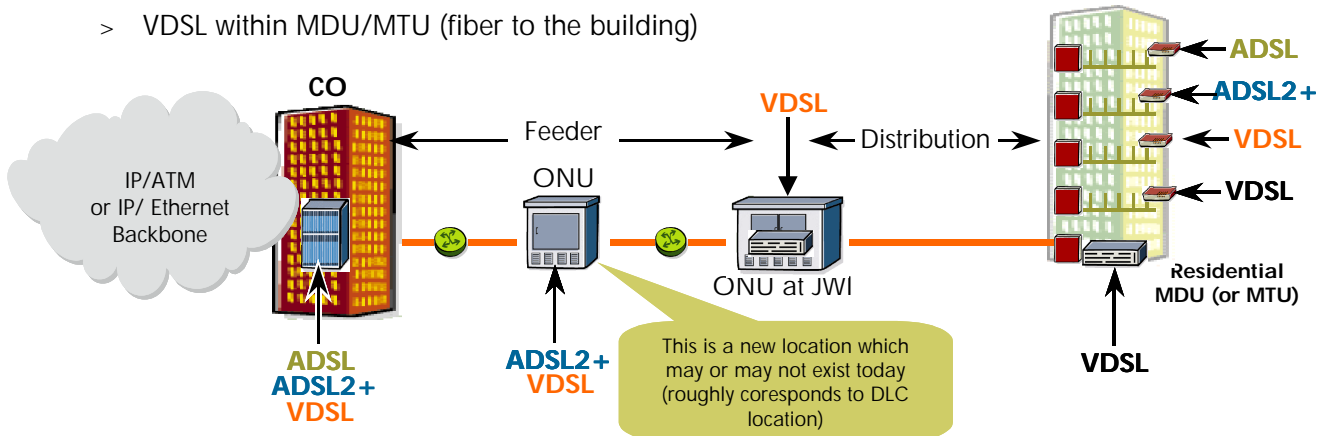 > VDSL within MDU/MTU (fiber to the building)
CO
IP/ATM
or IP/ Ethernet
Backbone
Feeder
VDSL
Distribution
ONU
ONU at JWI
ADSL
ADSL2+
VDSL
VDSL
Residential
MDU (or MTU)
ADSL
ADSL2+
VDSL
ADSL2+
VDSL
This is a new location which
may or may not exist today
(roughly coresponds to DLC
location)
VDSL